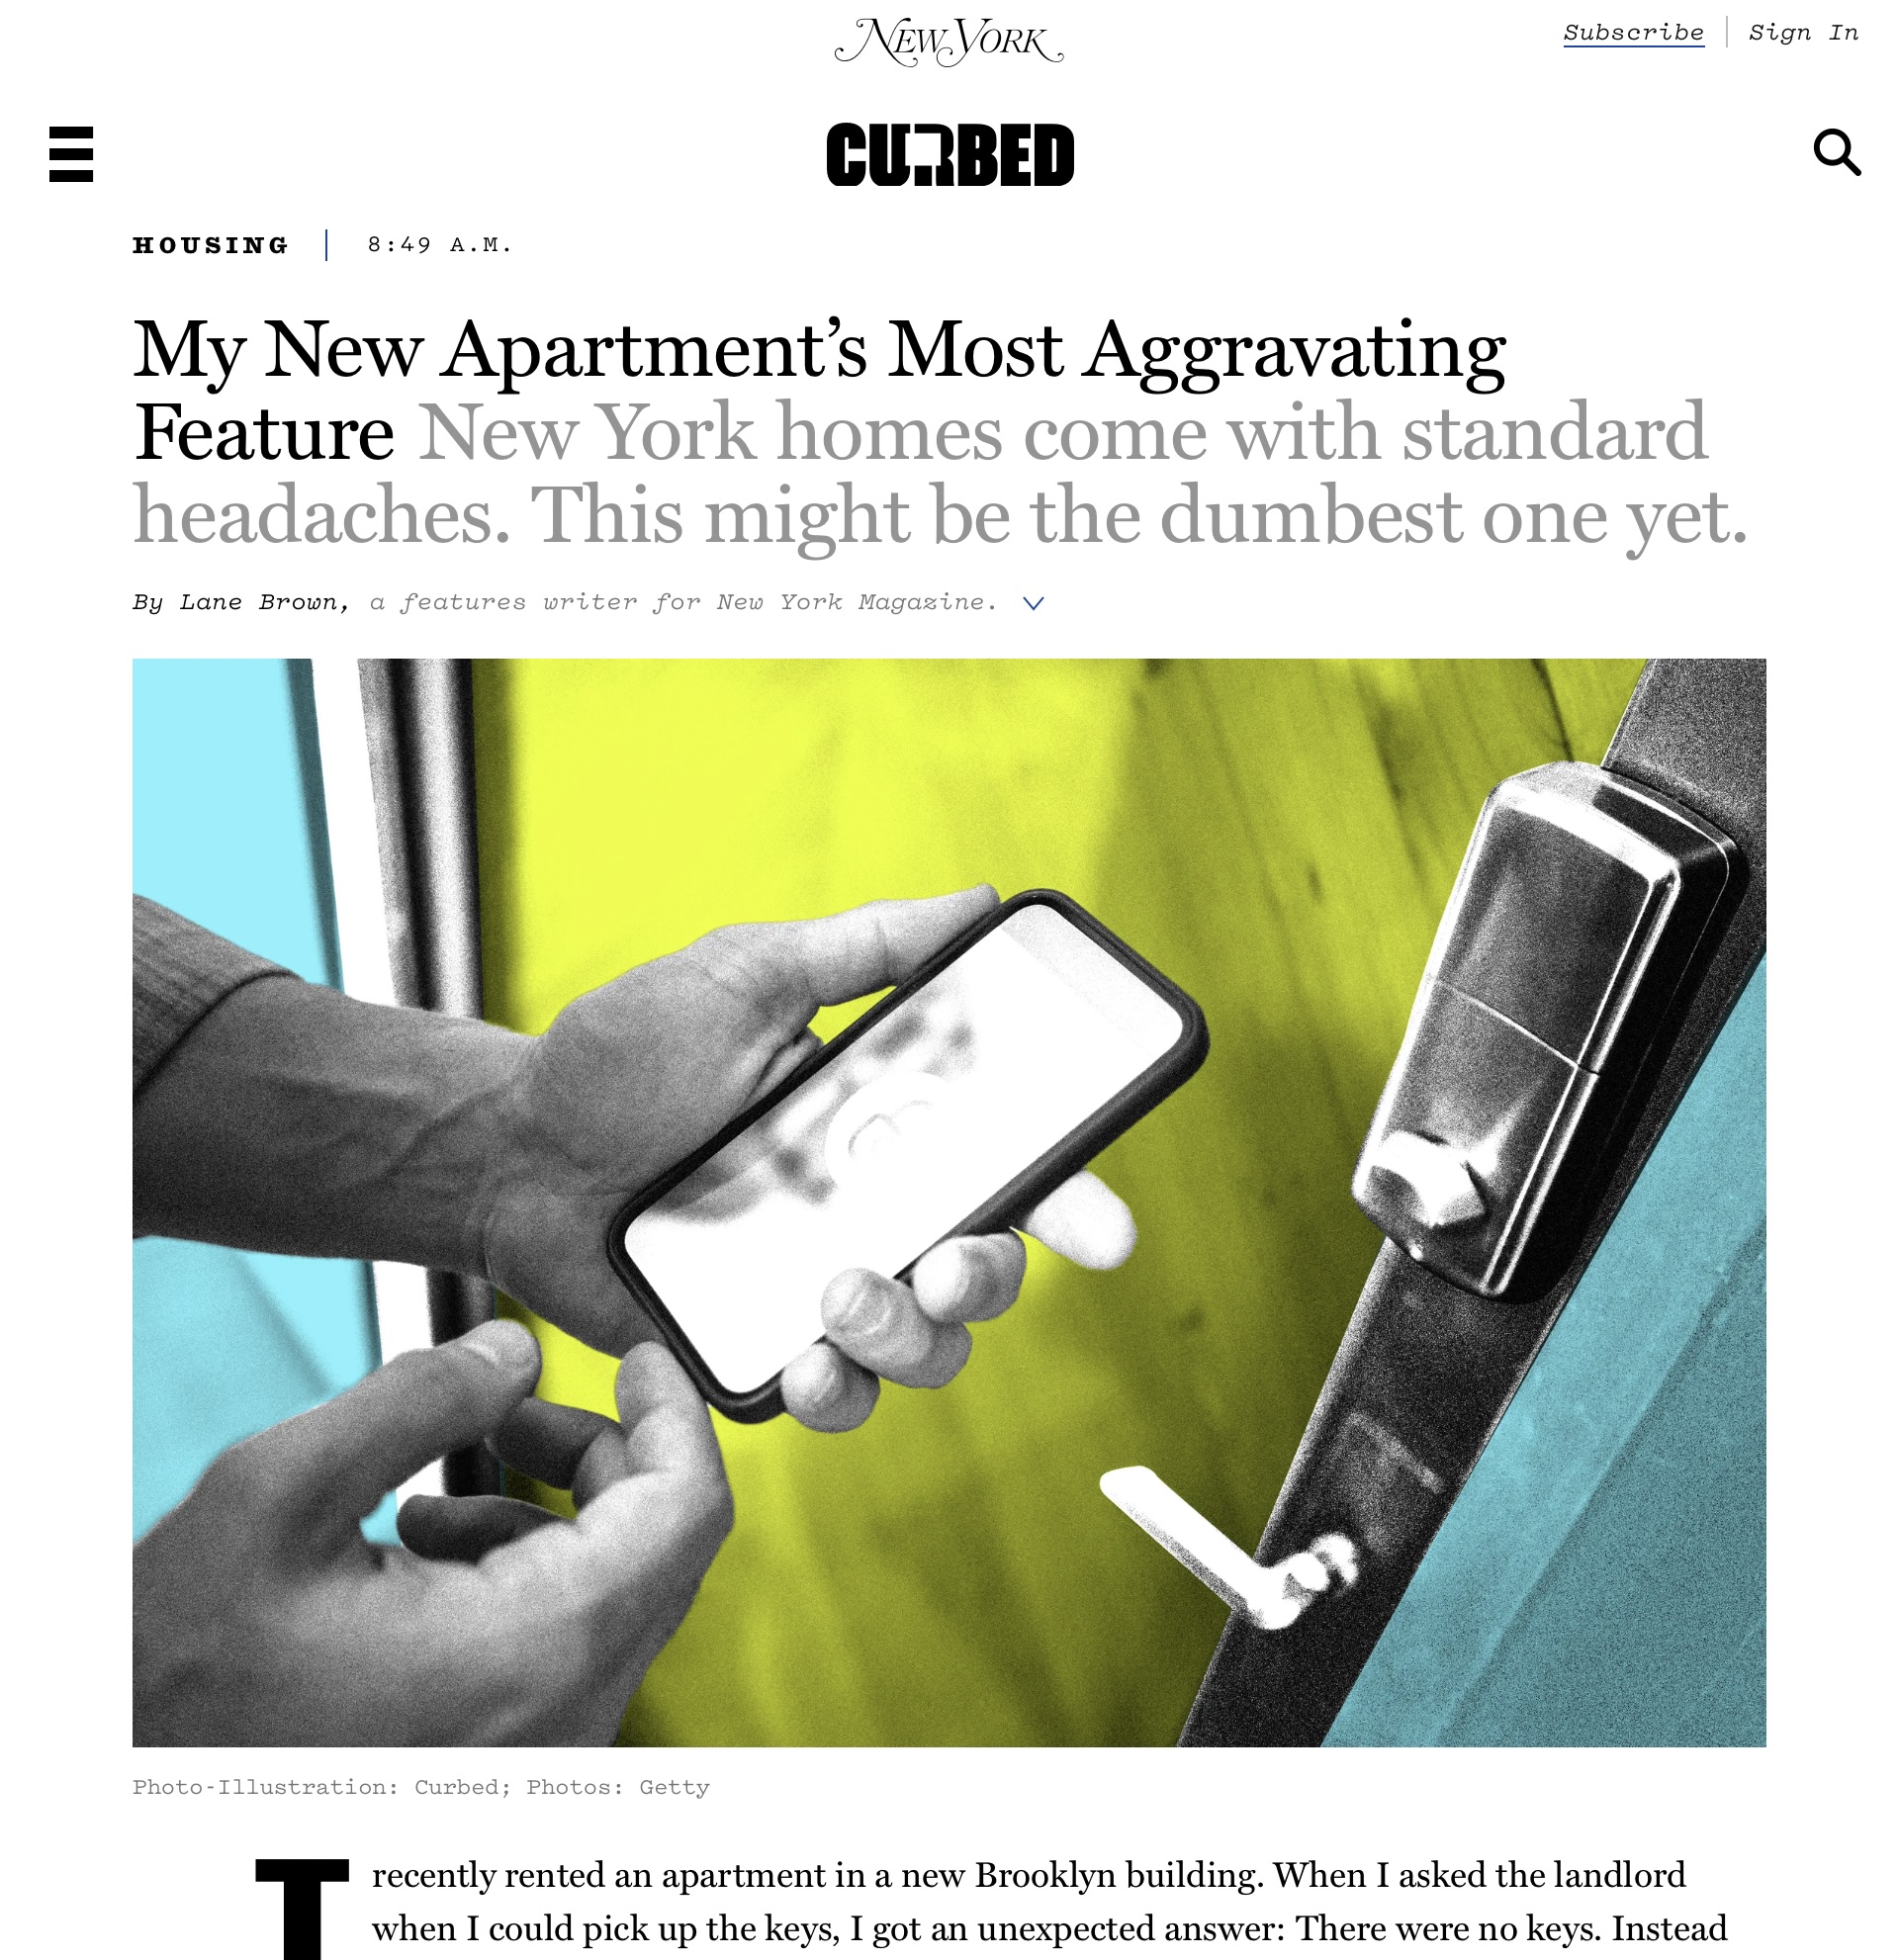 NEW YORK
Subscribe | Sign In
CURBED
HOUSING | 8:49 A.M.
My New Apartment’s Most Aggravating
Feature New York homes come with standard
headaches. This might be the dumbest one yet.
By Lane Brown, a features writer for New York Magazine.
Photo-Illustration: Curbed; Photos: Getty
I recently rented an apartment in a new Brooklyn building. When I asked the landlord
when I could pick up the keys, I got an unexpected answer: There were no keys. Instead